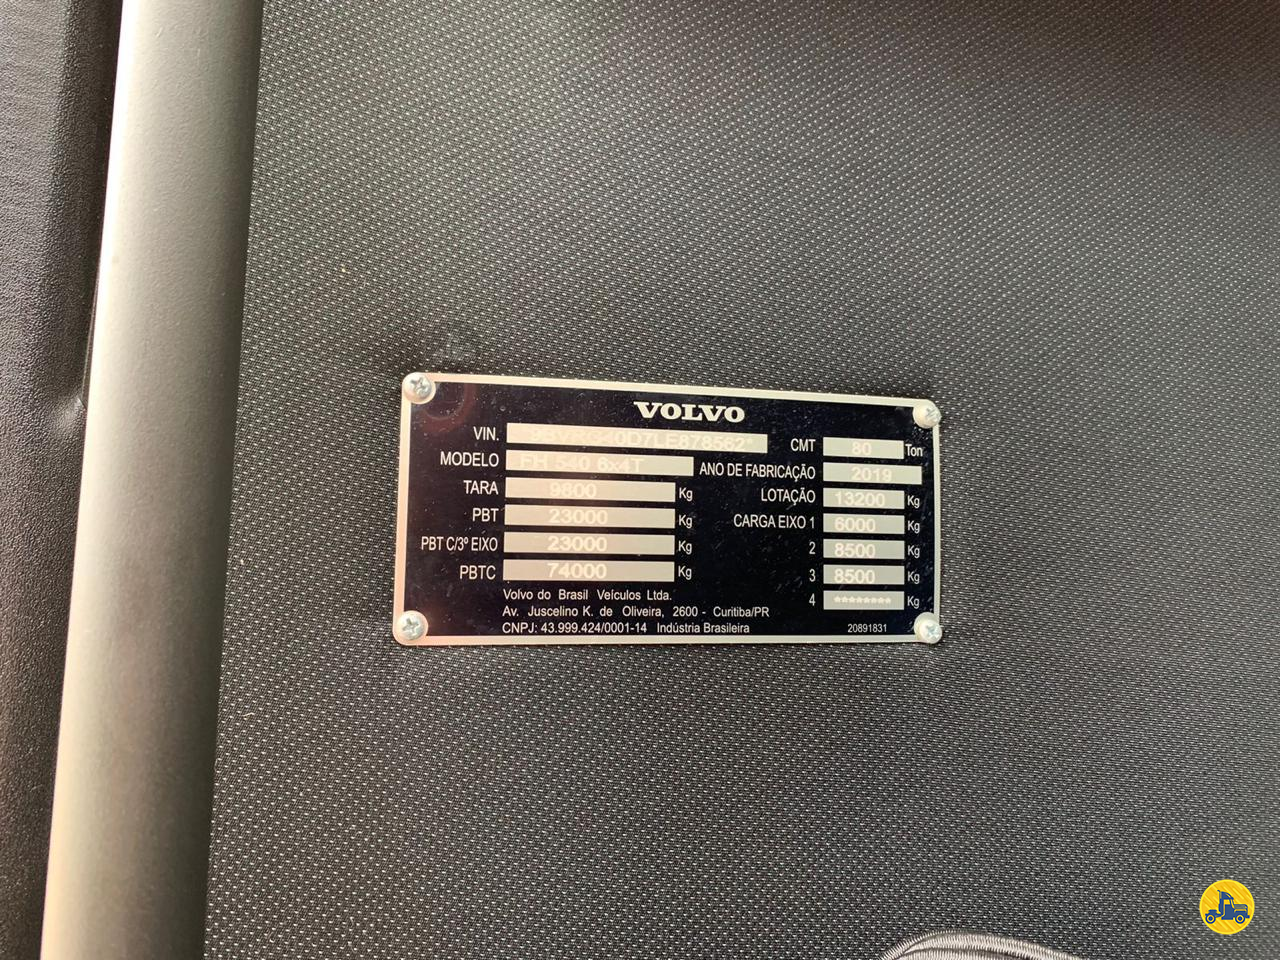 VOLVO
VIN. D7LE878562*
MODELO FH 540 6x4T
TARA 9800 Kg
PBT 23000 Kg
PBT C/3º EIXO 23000 Kg
PBTC 74000 Kg
CMT 80 Ton
ANO DE FABRICAÇÃO 2019
LOTAÇÃO 13200 Kg
CARGA EIXO 1 6000 Kg
2 8500 Kg
3 8500 Kg
4 ******** Kg
Volvo do Brasil Veículos Ltda.
Av. Juscelino K. de Oliveira, 2600 - Curitiba/PR
CNPJ: 43.999.424/0001-14 Indústria Brasileira
20891831